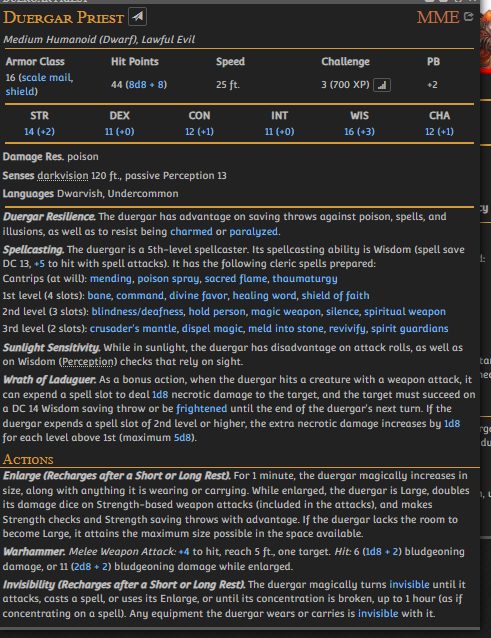 Duergar Priest MME
Medium Humanoid (Dwarf), Lawful Evil
Armor Class Hit Points Speed Challenge PB
16 (scale mail, shield) 44 (8d8 + 8) 25 ft. 3 (700 XP) +2
STR DEX CON INT WIS CHA
14 (+2) 11 (+0) 12 (+1) 11 (+0) 16 (+3) 12 (+1)
Damage Res. poison
Senses darkvision 120 ft., passive Perception 13
Languages Dwarvish, Undercommon
Duergar Resilience. The duergar has advantage on saving throws against poison, spells, and
illusions, as well as to resist being charmed or paralyzed.
Spellcasting. The duergar is a 5th-level spellcaster. Its spellcasting ability is Wisdom (spell save
DC 13, +5 to hit with spell attacks). It has the following cleric spells prepared:
Cantrips (at will): mending, poison spray, sacred flame, thaumaturgy
1st level (4 slots): bane, command, divine favor, healing word, shield of faith
2nd level (3 slots): blindness/deafness, hold person, magic weapon, silence, spiritual weapon
3rd level (2 slots): crusader's mantle, dispel magic, meld into stone, revivify, spirit guardians
Sunlight Sensitivity. While in sunlight, the duergar has disadvantage on attack rolls, as well as
on Wisdom (Perception) checks that rely on sight.
Wrath of Laduguer. As a bonus action, when the duergar hits a creature with a weapon attack, it
can expend a spell slot to deal 1d8 necrotic damage to the target, and the target must succeed on
a DC 14 Wisdom saving throw or be frightened until the end of the duergar's next turn. If the
duergar expends a spell slot of 2nd level or higher, the extra necrotic damage increases by 1d8
for each level above 1st (maximum 5d8).
Actions
Enlarge (Recharges after a Short or Long Rest). For 1 minute, the duergar magically increases in
size, along with anything it is wearing or carrying. While enlarged, the duergar is Large, doubles
its damage dice on Strength-based weapon attacks (included in the attacks), and makes
Strength checks and Strength saving throws with advantage. If the duergar lacks the room to
become Large, it attains the maximum size possible in the space available.
Warhammer. Melee Weapon Attack: +4 to hit, reach 5 ft., one target. Hit: 6 (1d8 + 2) bludgeoning
damage, or 11 (2d8 + 2) bludgeoning damage while enlarged.
Invisibility (Recharges after a Short or Long Rest). The duergar magically turns invisible until it
attacks, casts a spell, or uses its Enlarge, or until its concentration is broken, up to 1 hour (as if
concentrating on a spell). Any equipment the duergar wears or carries is invisible with it.